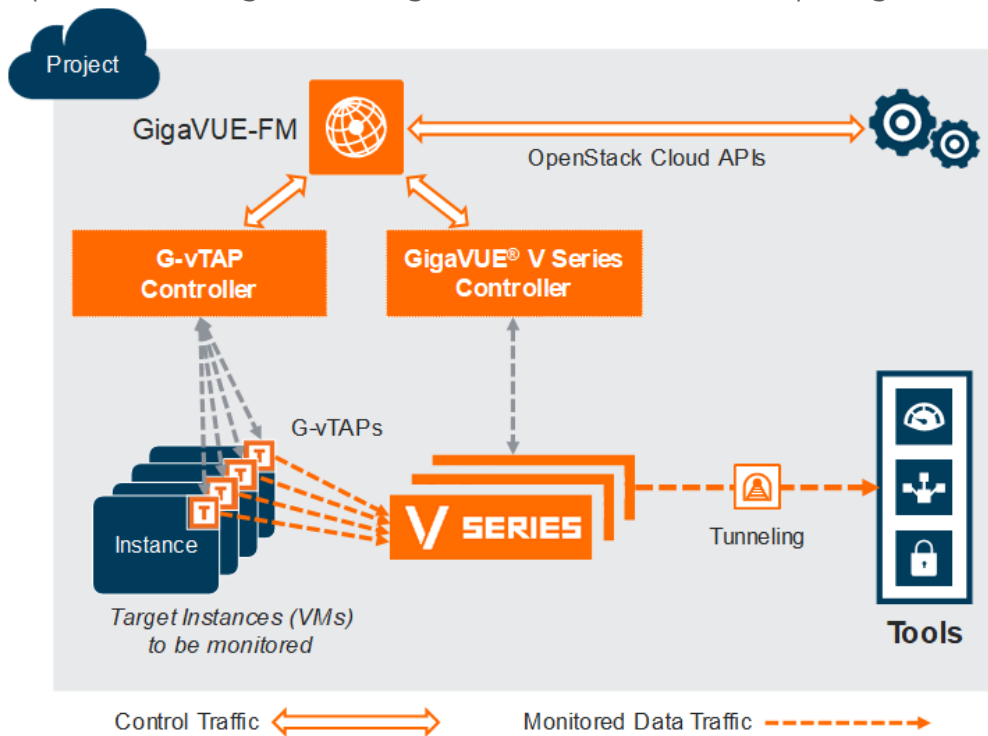 Project
GigaVUE-FM
OpenStack Cloud APIs
G-vTAP
Controller
GigaVUE® V Series
Controller
G-vTAPs
T
T
T
T
Instance
V SERIES
Tunneling
Target Instances (VMs)
to be monitored
Tools
Control Traffic
Monitored Data Traffic